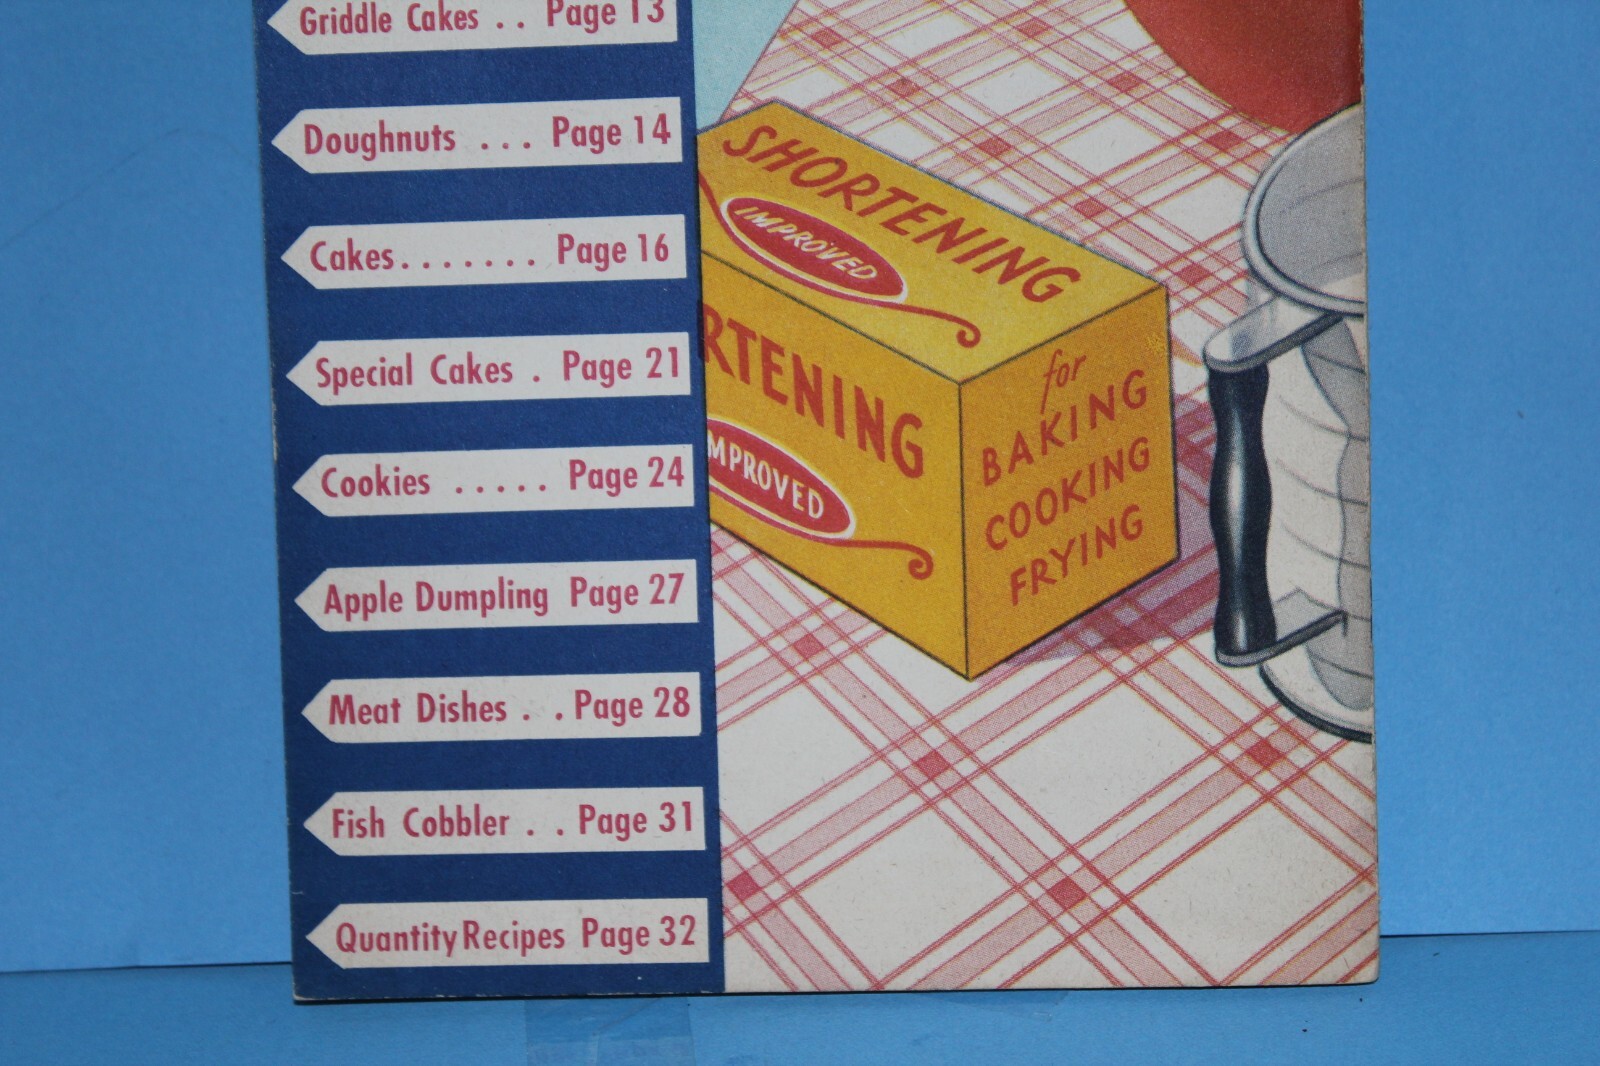 Griddle Cakes . . Page 13
Doughnuts . . . Page 14
Cakes . . . . . . . Page 16
Special Cakes . Page 21
Cookies . . . . . Page 24
Apple Dumpling Page 27
Meat Dishes . . Page 28
Fish Cobbler . . Page 31
Quantity Recipes Page 32
SHORTENING
IMPROVED
RTENING
MPROVED
for
BAKING
COOKING
FRYING